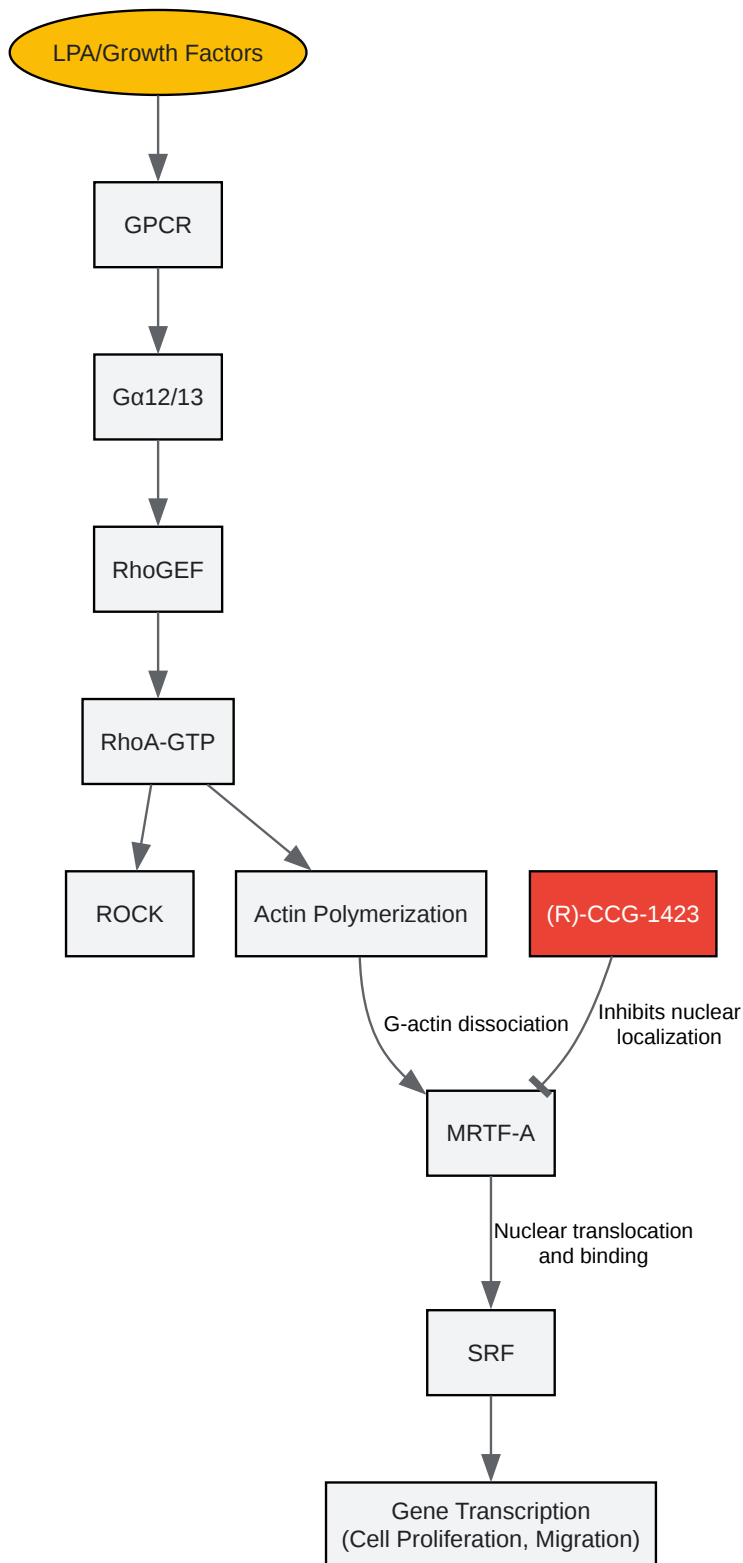 LPA/Growth Factors
GPCR
Gα12/13
RhoGEF
RhoA-GTP
ROCK
Actin Polymerization
(R)-CCG-1423
G-actin dissociation
Inhibits nuclear
localization
MRTF-A
Nuclear translocation
and binding
SRF
Gene Transcription
(Cell Proliferation, Migration)